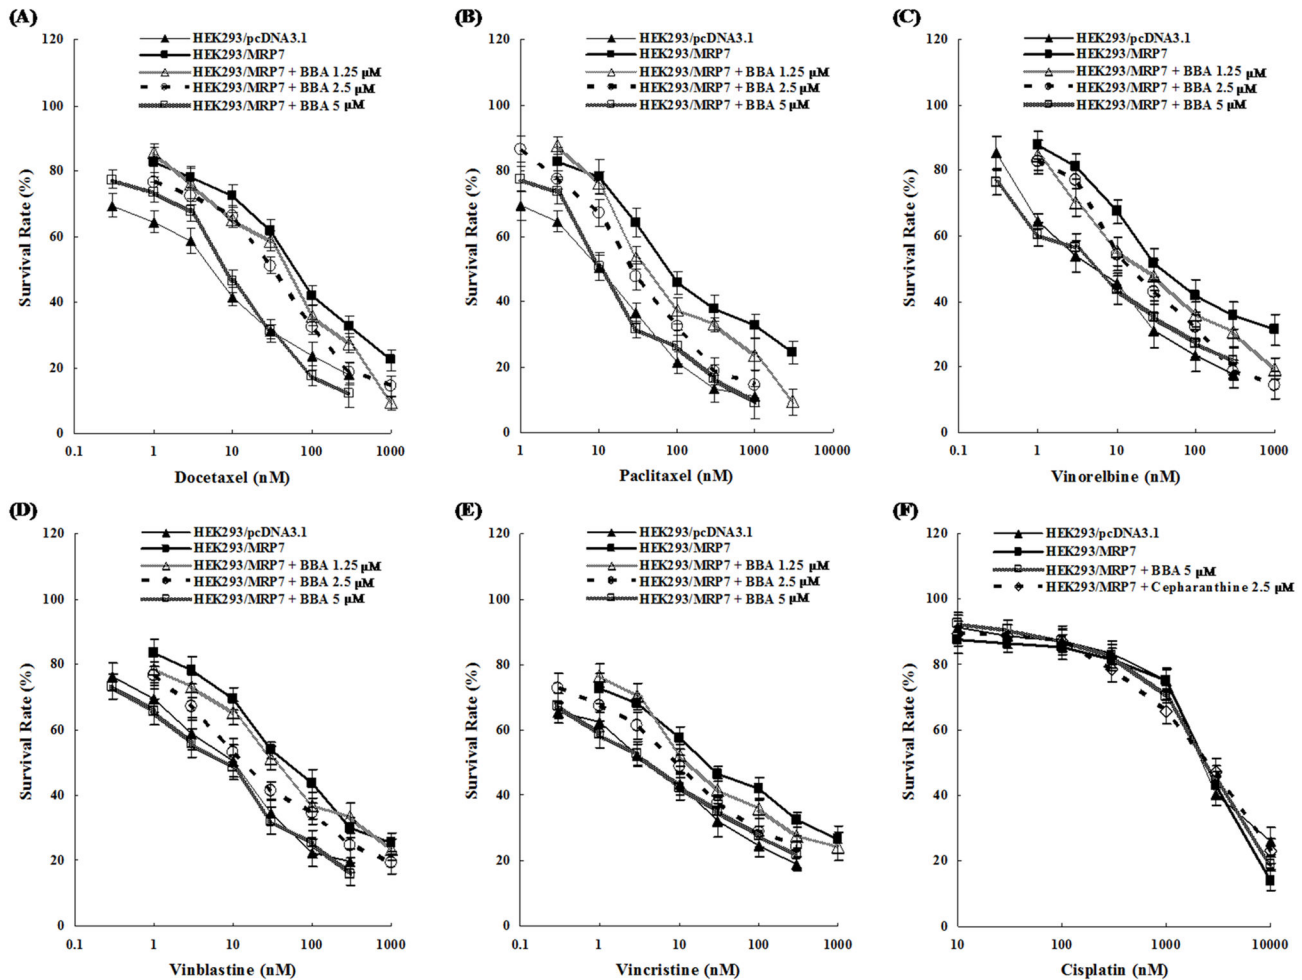 (A)
HEK293/pcDNA3.1
HEK293/MRP7
HEK293/MRP7 + BBA 1.25 μM
HEK293/MRP7 + BBA 2.5 μM
HEK293/MRP7 + BBA 5 μM
Survival Rate (%)
120
100
80
60
40
20
0
0.1 1 10 100 1000
Docetaxel (nM)
(B)
HEK293/pcDNA3.1
HEK293/MRP7
HEK293/MRP7 + BBA 1.25 μM
HEK293/MRP7 + BBA 2.5 μM
HEK293/MRP7 + BBA 5 μM
Survival Rate (%)
120
100
80
60
40
20
0
1 10 100 1000 10000
Paclitaxel (nM)
(C)
HEK293/pcDNA3.1
HEK293/MRP7
HEK293/MRP7 + BBA 1.25 μM
HEK293/MRP7 + BBA 2.5 μM
HEK293/MRP7 + BBA 5 μM
Survival Rate (%)
120
100
80
60
40
20
0
0.1 1 10 100 1000
Vinorelbine (nM)
(D)
HEK293/pcDNA3.1
HEK293/MRP7
HEK293/MRP7 + BBA 1.25 μM
HEK293/MRP7 + BBA 2.5 μM
HEK293/MRP7 + BBA 5 μM
Survival Rate (%)
120
100
80
60
40
20
0
0.1 1 10 100 1000
Vinblastine (nM)
(E)
HEK293/pcDNA3.1
HEK293/MRP7
HEK293/MRP7 + BBA 1.25 μM
HEK293/MRP7 + BBA 2.5 μM
HEK293/MRP7 + BBA 5 μM
Survival Rate (%)
120
100
80
60
40
20
0
0.1 1 10 100 1000
Vincristine (nM)
(F)
HEK293/pcDNA3.1
HEK293/MRP7
HEK293/MRP7 + BBA 5 μM
HEK293/MRP7 + Cepharanthine 2.5 μM
Survival Rate (%)
120
100
80
60
40
20
0
10 100 1000 10000
Cisplatin (nM)